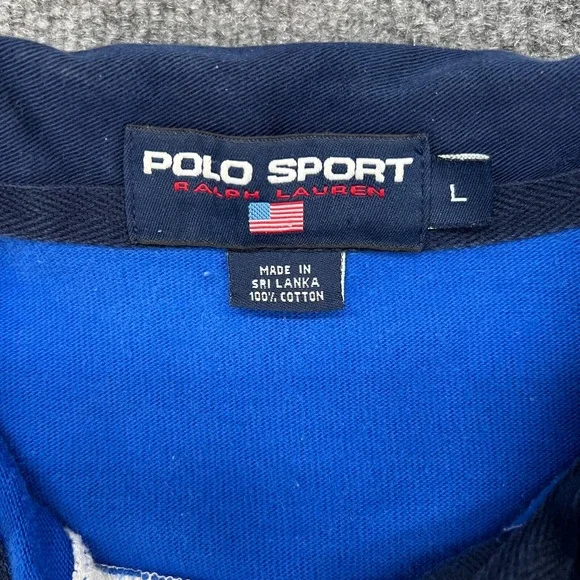 POLO SPORT
RALPH LAUREN
L
MADE IN
SRI LANKA
100% COTTON